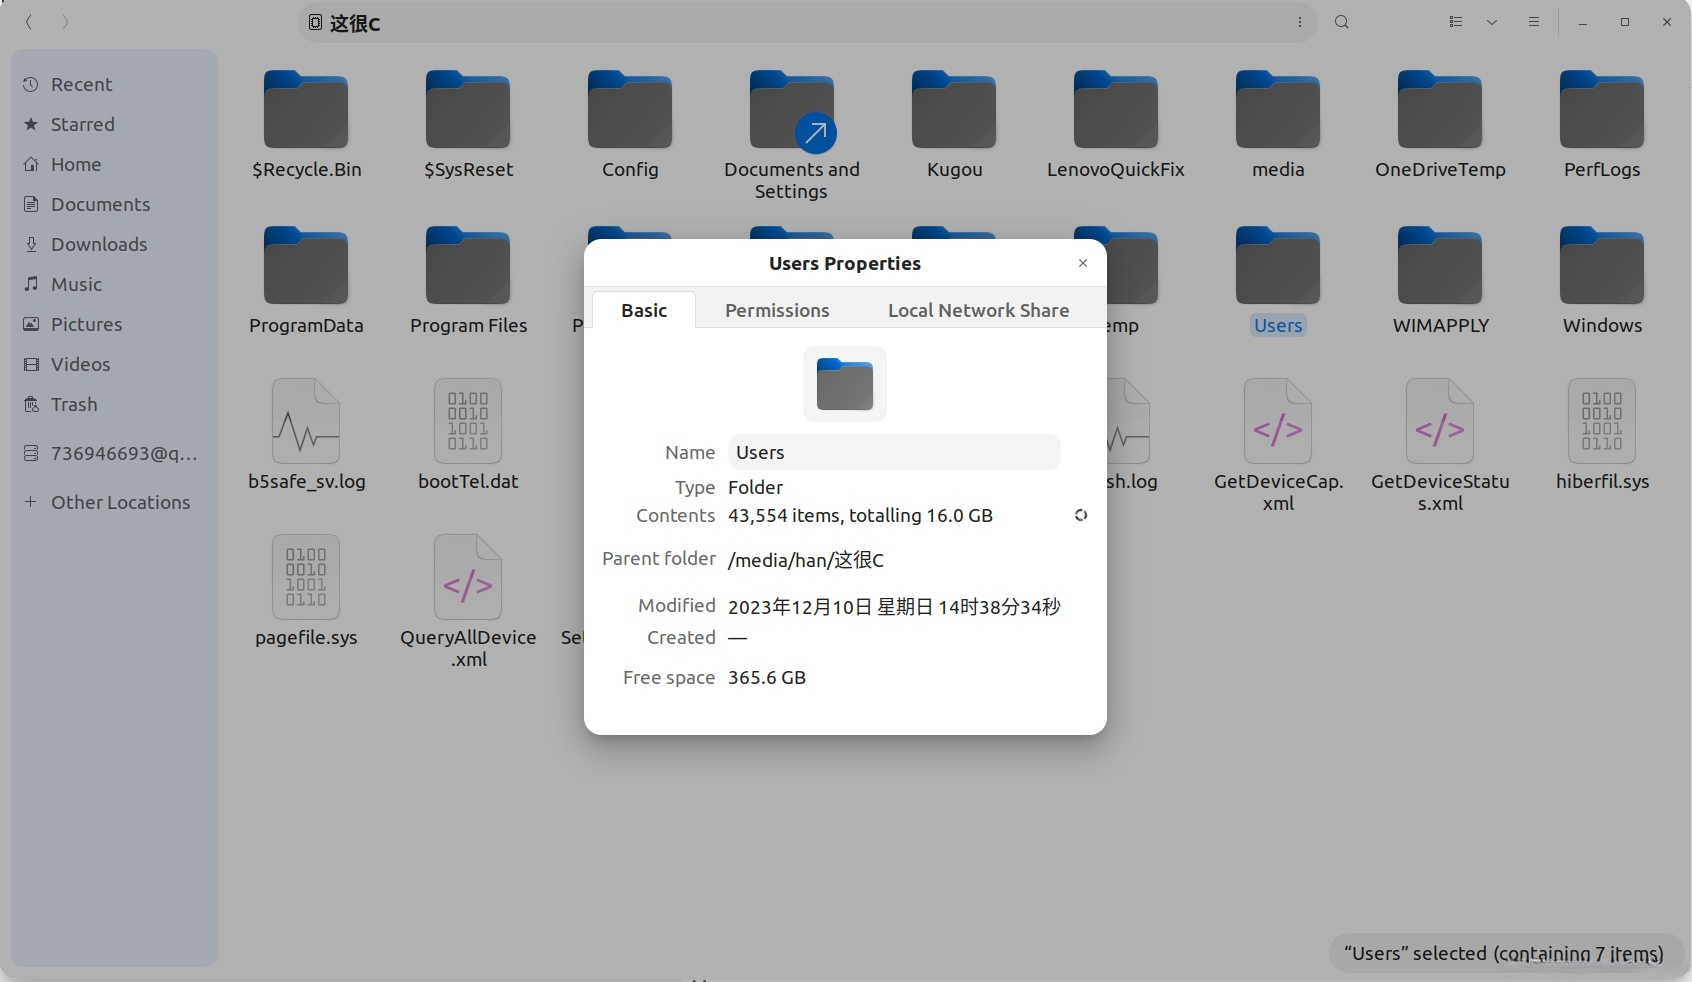 这很C
Recent
Starred
Home
Documents
Downloads
Music
Pictures
Videos
Trash
736946693@q...
Other Locations
$Recycle.Bin
$SysReset
Config
Documents and
Settings
Kugou
LenovoQuickFix
media
OneDriveTemp
PerfLogs
ProgramData
Program Files
Users
WIMAPPLY
Windows
b5safe_sv.log
bootTel.dat
sh.log
GetDeviceCap.
xml
GetDeviceStatu
s.xml
hiberfil.sys
pagefile.sys
QueryAllDevice
.xml
Users Properties
Basic
Permissions
Local Network Share
Name Users
Type Folder
Contents 43,554 items, totalling 16.0 GB
Parent folder /media/han/这很C
Modified 2023年12月10日 星期日 14时38分34秒
Created —
Free space 365.6 GB
“Users” selected (containing 7 items)